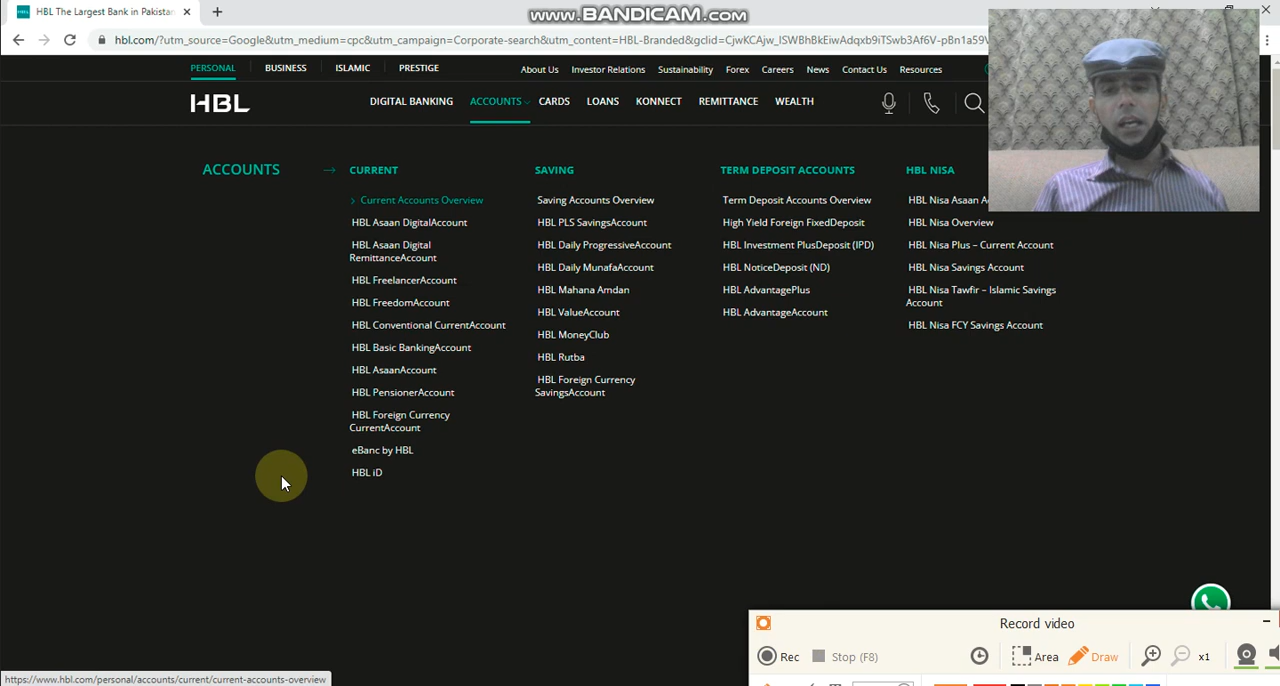 HBL The Largest Bank in Pakistan
www.BANDICAM.com
hbl.com/?utm_source=Google&utm_medium=cpc&utm_campaign=Corporate-search&utm_content=HBL-Branded&gclid=
PERSONAL BUSINESS ISLAMIC PRESTIGE About Us Investor Relations Sustainability Forex Careers News Contact Us Resources
HBL DIGITAL BANKING ACCOUNTS CARDS LOANS KONNECT REMITTANCE WEALTH
ACCOUNTS
CURRENT
Current Accounts Overview
HBL Asaan DigitalAccount
HBL Asaan Digital
RemittanceAccount
HBL FreelancerAccount
HBL FreedomAccount
HBL Conventional CurrentAccount
HBL Basic BankingAccount
HBL AsaanAccount
HBL PensionerAccount
HBL Foreign Currency
CurrentAccount
eBanc by HBL
HBL iD
SAVING
Saving Accounts Overview
HBL PLS SavingsAccount
HBL Daily ProgressiveAccount
HBL Daily MunafaAccount
HBL Mahana Amdan
HBL ValueAccount
HBL MoneyClub
HBL Rutba
HBL Foreign Currency
SavingsAccount
TERM DEPOSIT ACCOUNTS
Term Deposit Accounts Overview
High Yield Foreign FixedDeposit
HBL Investment PlusDeposit (IPD)
HBL NoticeDeposit (ND)
HBL AdvantagePlus
HBL AdvantageAccount
HBL NISA
HBL Nisa Asaan
HBL Nisa Overview
HBL Nisa Plus – Current Account
HBL Nisa Savings Account
HBL Nisa Tawfir – Islamic Savings
Account
HBL Nisa FCY Savings Account
Record video
Rec Stop (F8) Area Draw x1
https://www.hbl.com/personal/accounts/current/current-accounts-overview